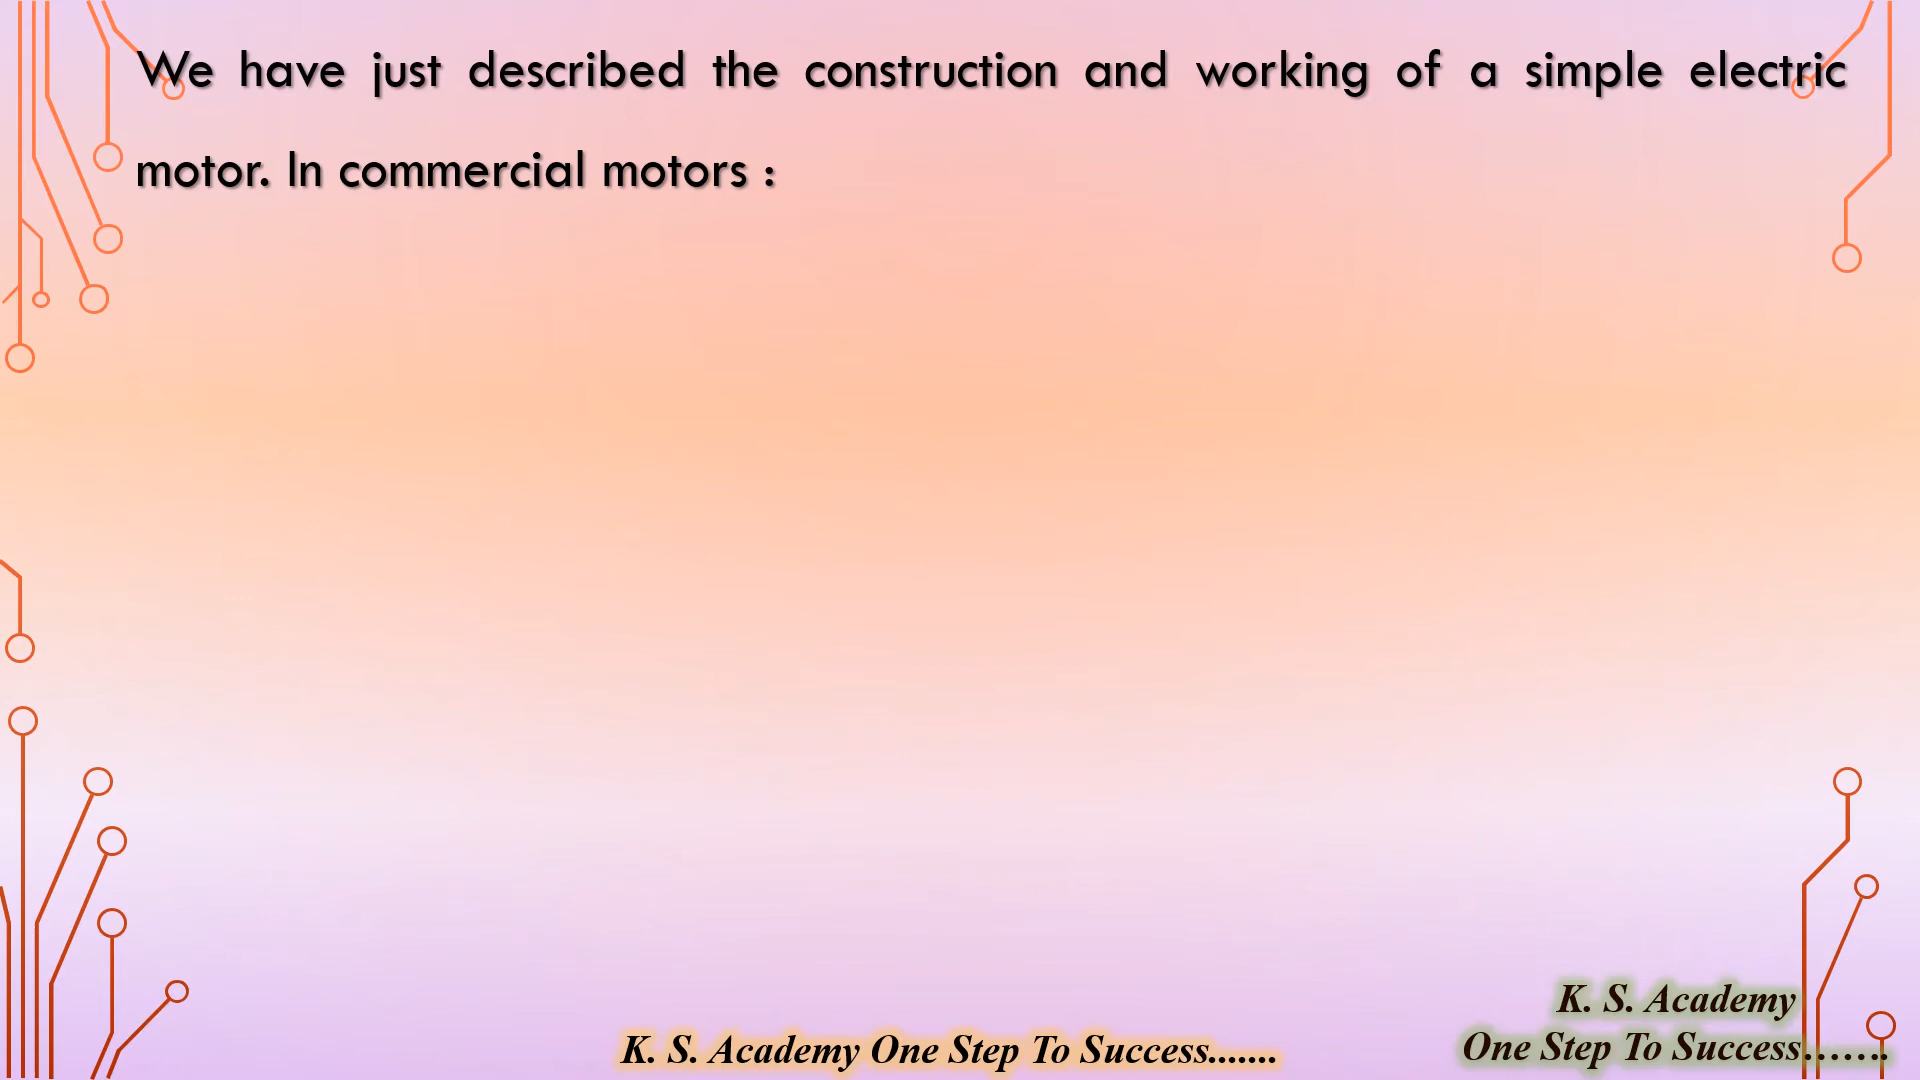 We have just described the construction and working of a simple electric
motor. In commercial motors :
K. S. Academy
K. S. Academy One Step To Success.......
One Step To Success…….